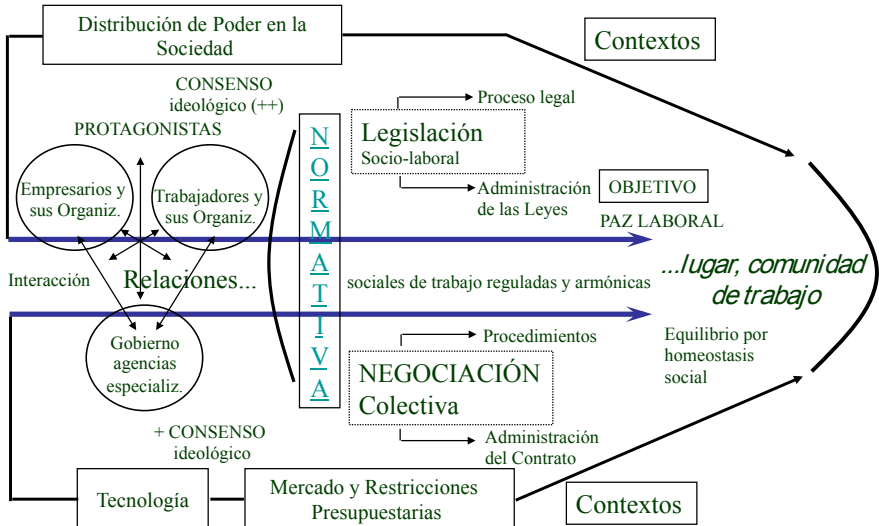 Distribución de Poder en la
Sociedad
Contextos
CONSENSO
ideológico (++)
PROTAGONISTAS
Empresarios y
sus Organiz.
Trabajadores y
sus Organiz.
Interacción
Relaciones...
Gobierno
agencias
especializ.
+ CONSENSO
ideológico
N
O
R
M
A
T
I
V
A
Proceso legal
Legislación
Socio-laboral
Administración
de las Leyes
OBJETIVO
PAZ LABORAL
sociales de trabajo reguladas y armónicas
...lugar, comunidad
de trabajo
Procedimientos
NEGOCIACIÓN
Colectiva
Administración
del Contrato
Equilibrio por
homeostasis
social
Tecnología
Mercado y Restricciones
Presupuestarias
Contextos